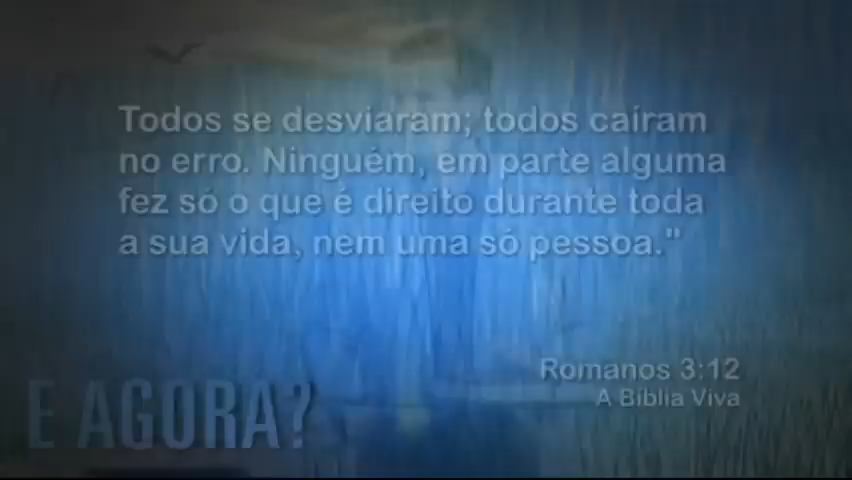 Todos se desviaram; todos caíram
no erro. Ninguém, em parte alguma
fez só o que é direito durante toda
a sua vida, nem uma só pessoa."
Romanos 3:12
A Bíblia Viva
E AGORA?